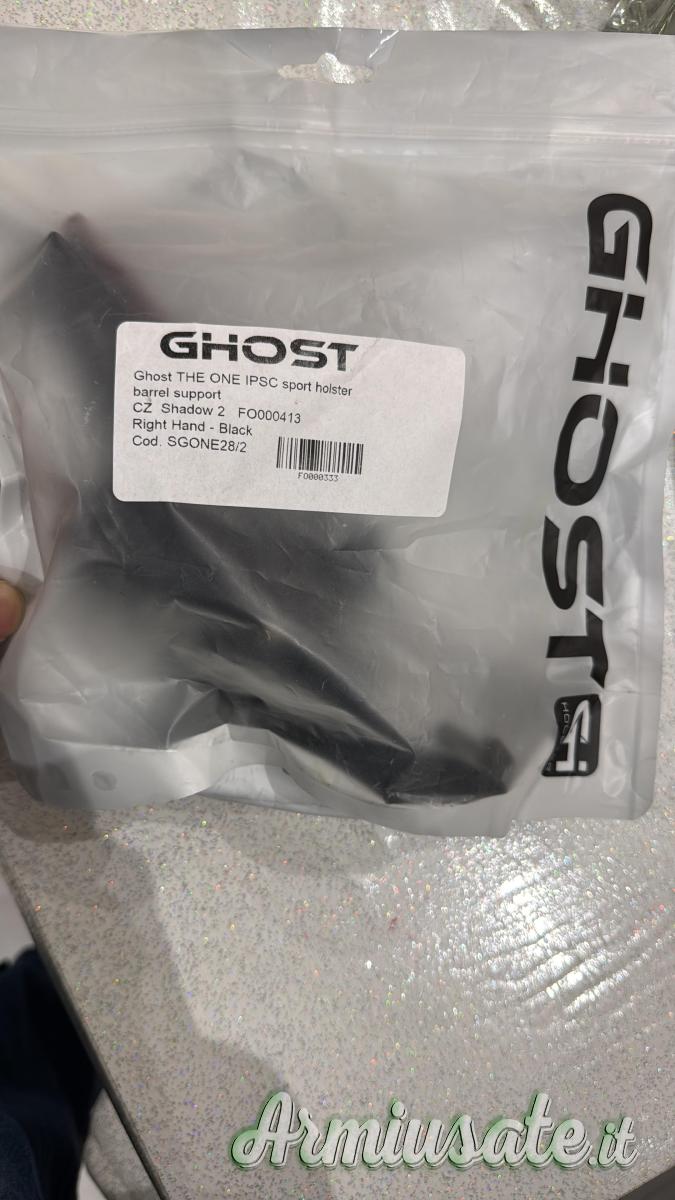 GHOST
Ghost THE ONE IPSC sport holster
barrel support
CZ Shadow 2 FO000413
Right Hand - Black
Cod. SGONE28/2
FO000333
GHOST
Armiusate.it